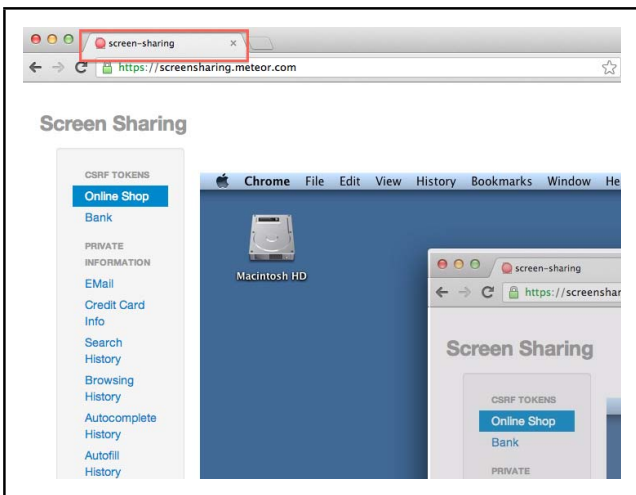 screen-sharing
https://screensharing.meteor.com
Screen Sharing
CSRF TOKENS
Online Shop
Bank
PRIVATE
INFORMATION
EMail
Credit Card
Info
Search
History
Browsing
History
Autocomplete
History
Autofill
History
Chrome File Edit View History Bookmarks Window He
Macintosh HD
screen-sharing
https://screenshar
Screen Sharing
CSRF TOKENS
Online Shop
Bank
PRIVATE